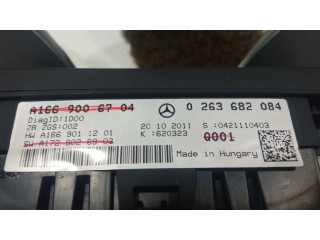 A166 900 67 04
0 263 682 084
DiagID:1D00
ZB ZGS:002
20 10 2011
S :0421110403
HW A166 901 12 01
K :620323
Q001
SW A172 902 69 03
Made in Hungary